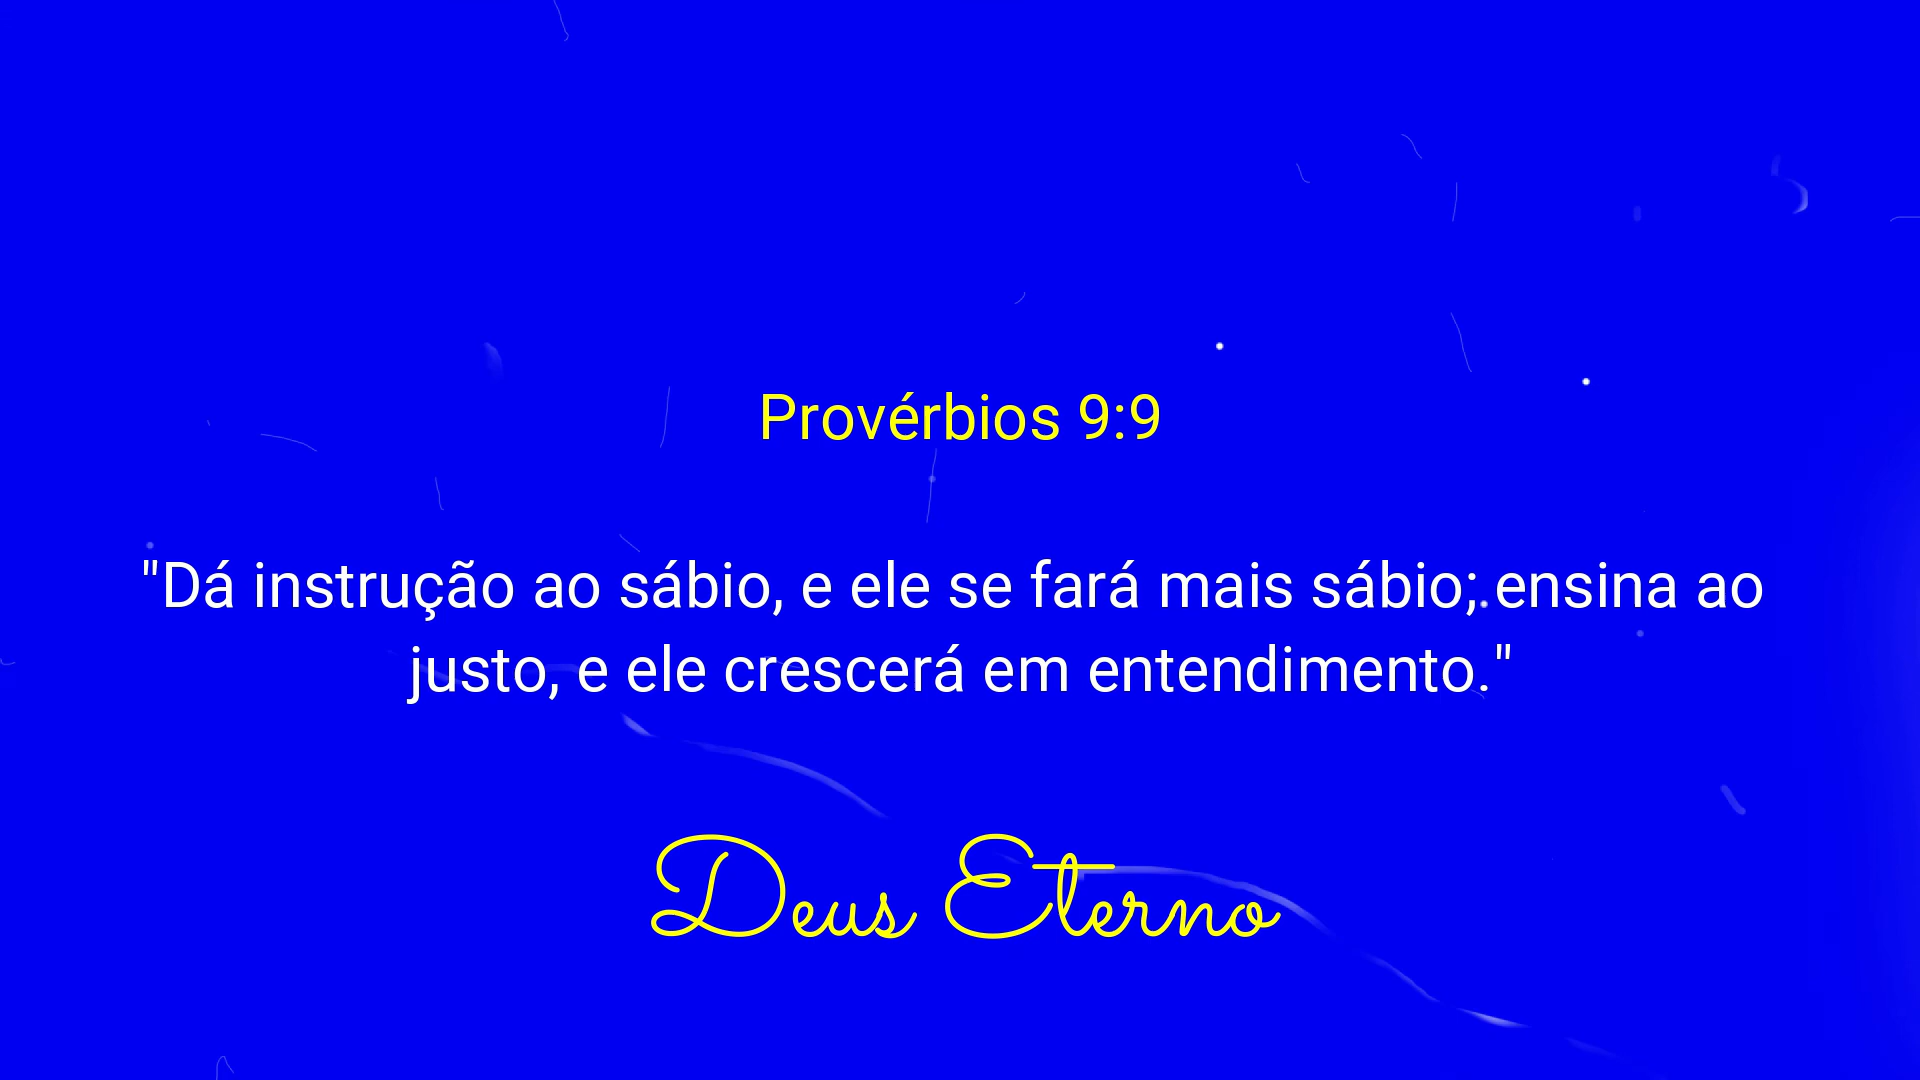 Provérbios 9:9
"Dá instrução ao sábio, e ele se fará mais sábio; ensina ao
justo, e ele crescerá em entendimento."
Deus Eterno